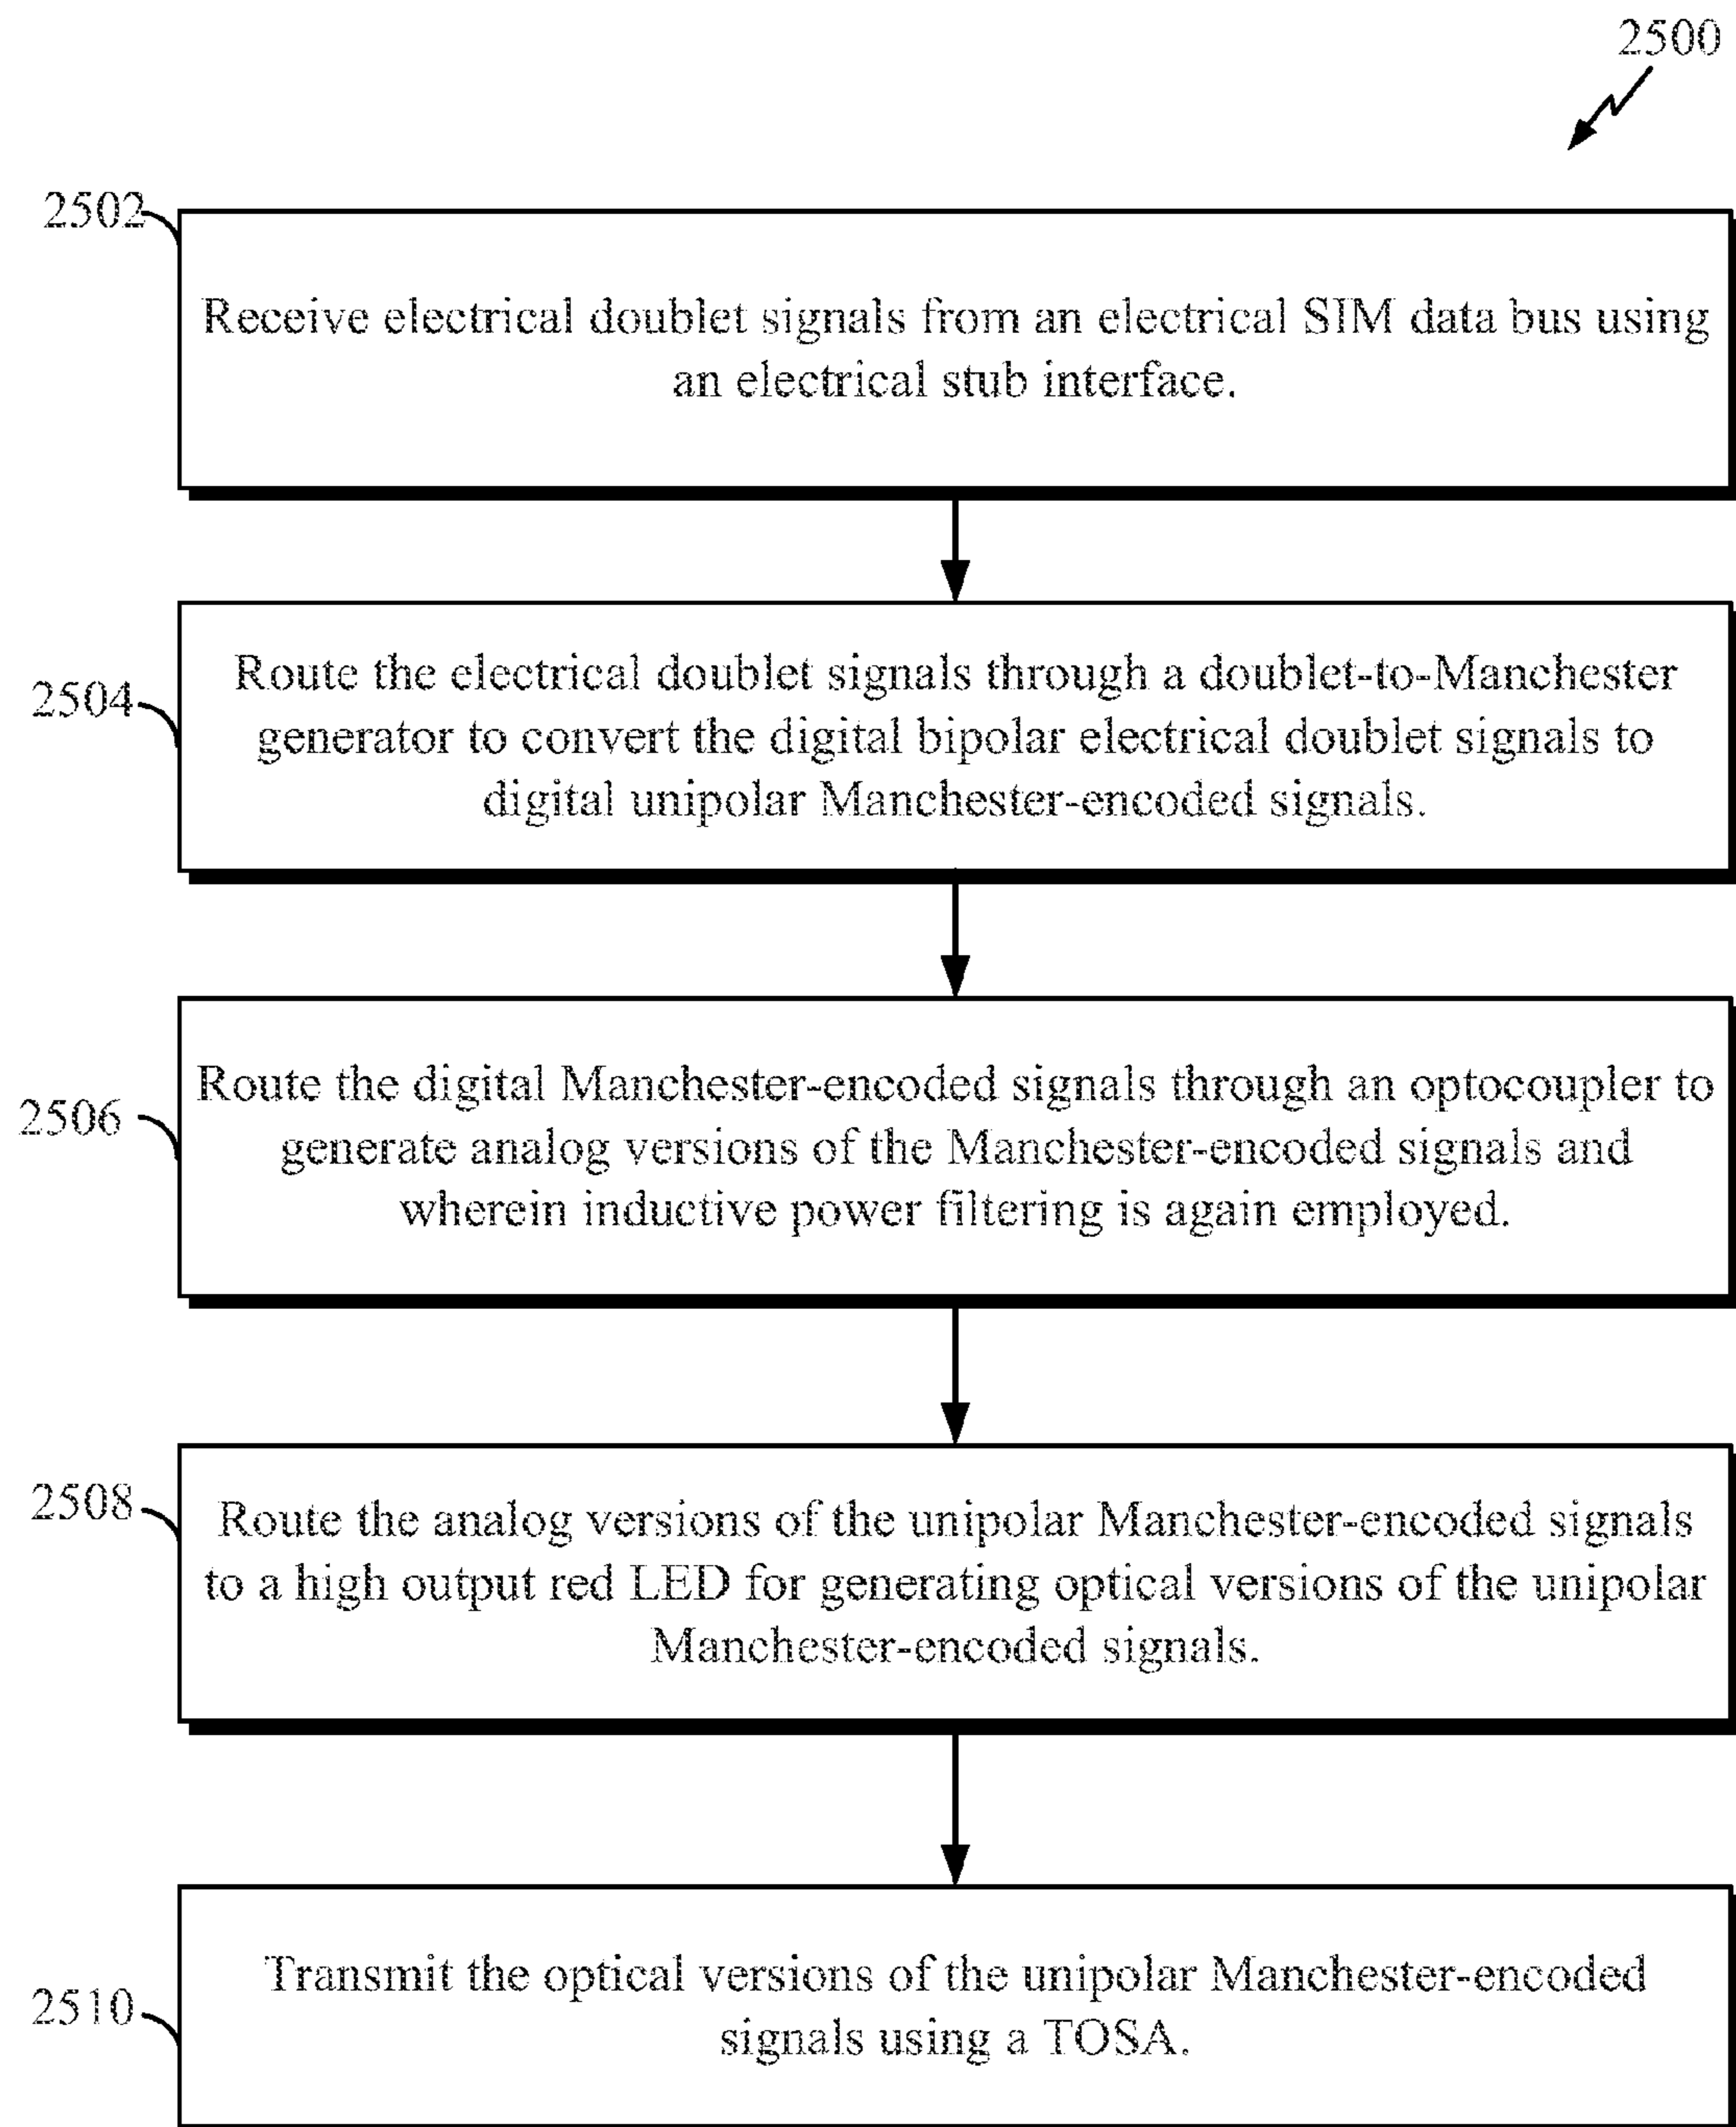 2500
2502
Receive electrical doublet signals from an electrical SIM data bus using
an electrical stub interface.
2504
Route the electrical doublet signals through a doublet-to-Manchester
generator to convert the digital bipolar electrical doublet signals to
digital unipolar Manchester-encoded signals.
2506
Route the digital Manchester-encoded signals through an optocoupler to
generate analog versions of the Manchester-encoded signals and
wherein inductive power filtering is again employed.
2508
Route the analog versions of the unipolar Manchester-encoded signals
to a high output red LED for generating optical versions of the unipolar
Manchester-encoded signals.
2510
Transmit the optical versions of the unipolar Manchester-encoded
signals using a TOSA.